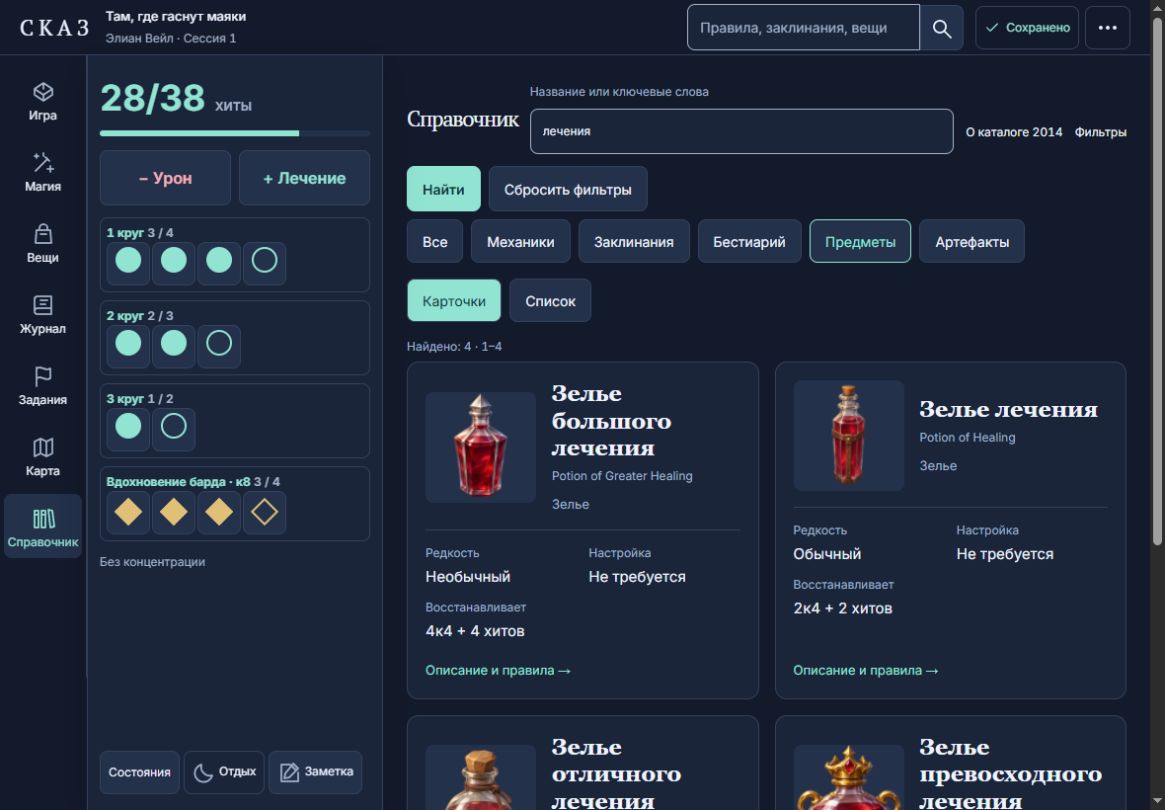 СКАЗ
Там, где гаснут маяки
Элиан Вейл · Сессия 1
Правила, заклинания, вещи
Сохранено
Игра
Магия
Вещи
Журнал
Задания
Карта
Справочник
28/38 хиты
− Урон
+ Лечение
1 круг 3 / 4
2 круг 2 / 3
3 круг 1 / 2
Вдохновение барда · к8 3 / 4
Без концентрации
Состояния
Отдых
Заметка
Справочник
Название или ключевые слова
лечения
О каталоге 2014
Фильтры
Найти
Сбросить фильтры
Все
Механики
Заклинания
Бестиарий
Предметы
Артефакты
Карточки
Список
Найдено: 4 · 1–4
Зелье
большого
лечения
Potion of Greater Healing
Зелье
Редкость
Необычный
Настройка
Не требуется
Восстанавливает
4к4 + 4 хитов
Описание и правила →
Зелье лечения
Potion of Healing
Зелье
Редкость
Обычный
Настройка
Не требуется
Восстанавливает
2к4 + 2 хитов
Описание и правила →
Зелье
отличного
лечения
Зелье
превосходного
лечения